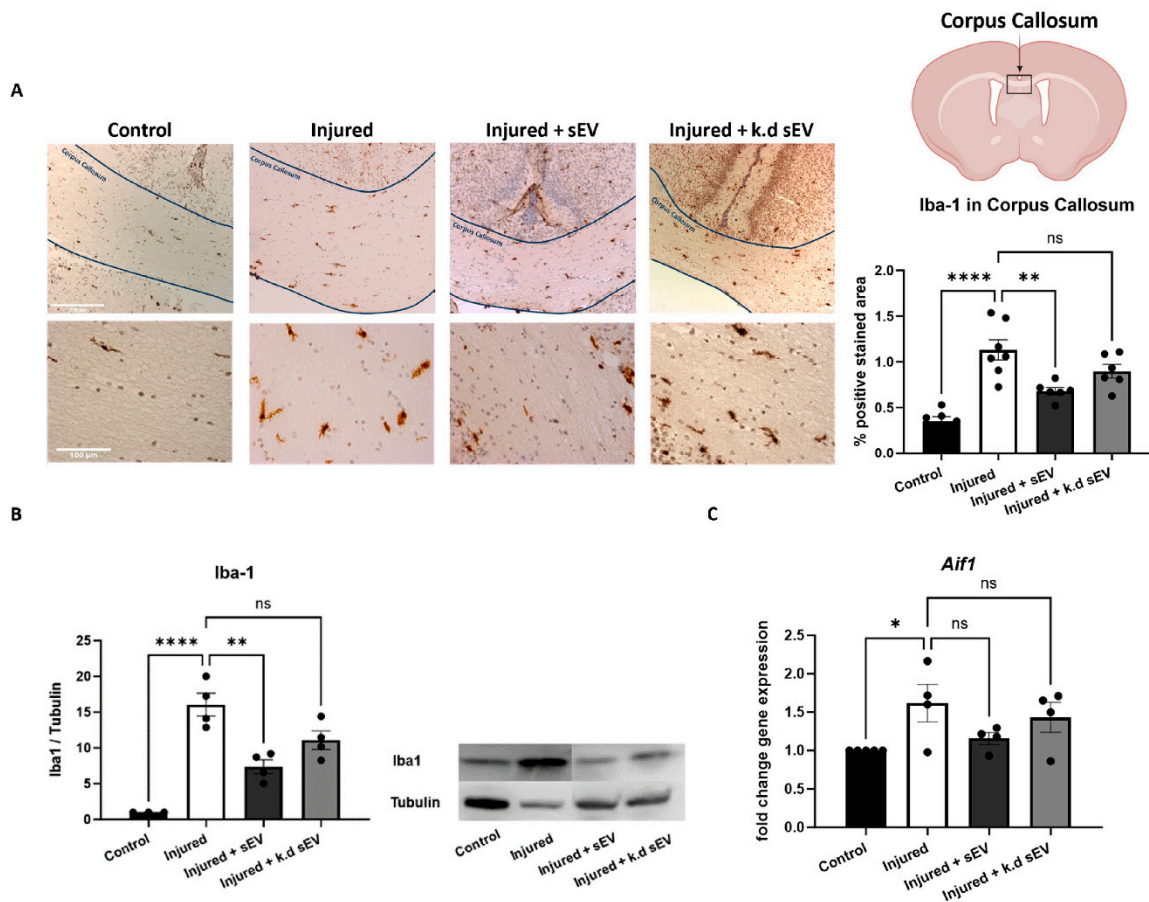 Corpus Callosum
A
Control
Injured
Injured + sEV
Injured + k.d sEV
Corpus Callosum
Corpus Callosum
Corpus Callosum
Corpus Callosum
100 µm
Iba-1 in Corpus Callosum
ns
**** **
2.0
1.5
1.0
0.5
0.0
% positive stained area
Control
Injured
Injured + sEV
Injured + k.d sEV
B
Iba-1
ns
**** **
25
20
15
10
5
0
Iba1 / Tubulin
Control
Injured
Injured + sEV
Injured + k.d sEV
Iba1
Tubulin
Control
Injured
Injured + sEV
Injured + k.d sEV
C
Aif1
ns
* ns
2.5
2.0
1.5
1.0
0.5
0.0
fold change gene expression
Control
Injured
Injured + sEV
Injured + k.d sEV